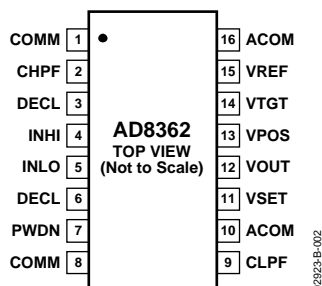 COMM 1
CHPF 2
DECL 3
INHI 4
INLO 5
DECL 6
PWDN 7
COMM 8
AD8362
TOP VIEW
(Not to Scale)
16 ACOM
15 VREF
14 VTGT
13 VPOS
12 VOUT
11 VSET
10 ACOM
9 CLPF
02923-B-002